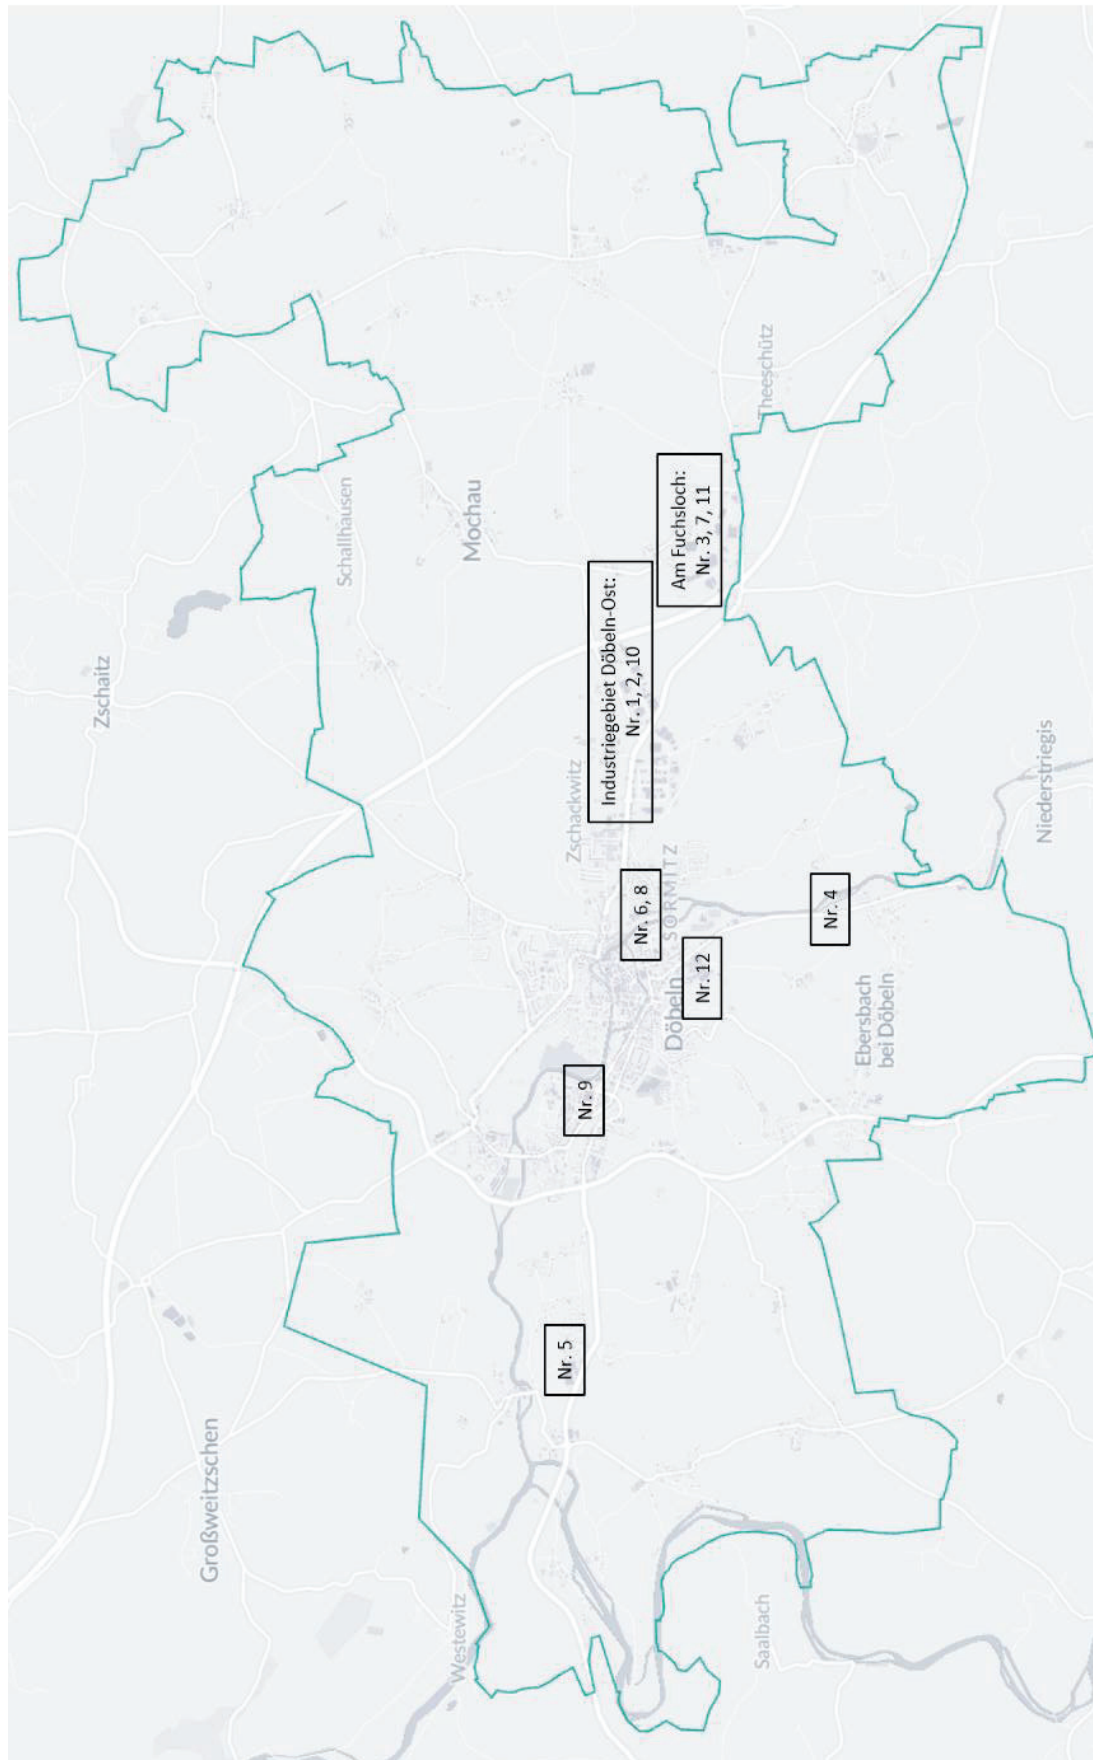 Zschaitz
Großweitzschen
Schallhausen
Mochau
Westewitz
Zschackwitz
Industriegebiet Döbeln-Ost:
Nr. 1, 2, 10
Am Fuchsloch:
Nr. 3, 7, 11
Theeschütz
Nr. 5
Nr. 9
Nr. 6, 8
SÖRMITZ
Döbeln
Nr. 12
Nr. 4
Saalbach
Ebersbach
bei Döbeln
Niederstriegis